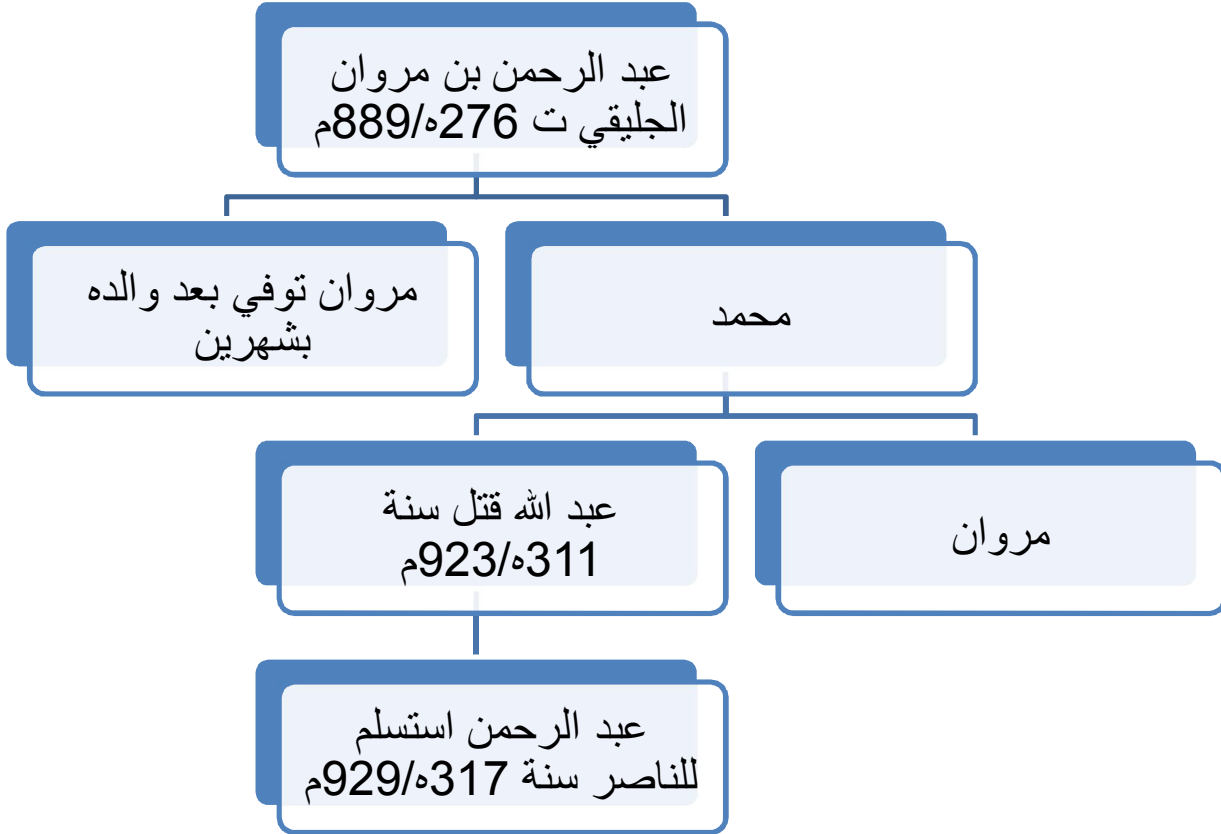 عبد الرحمن بن مروان
الجليقي ت 276ه/889م
محمد
مروان توفي بعد والده
بشهرين
مروان
عبد الله قتل سنة
311ه/923م
عبد الرحمن استسلم
للناصر سنة 317ه/929م